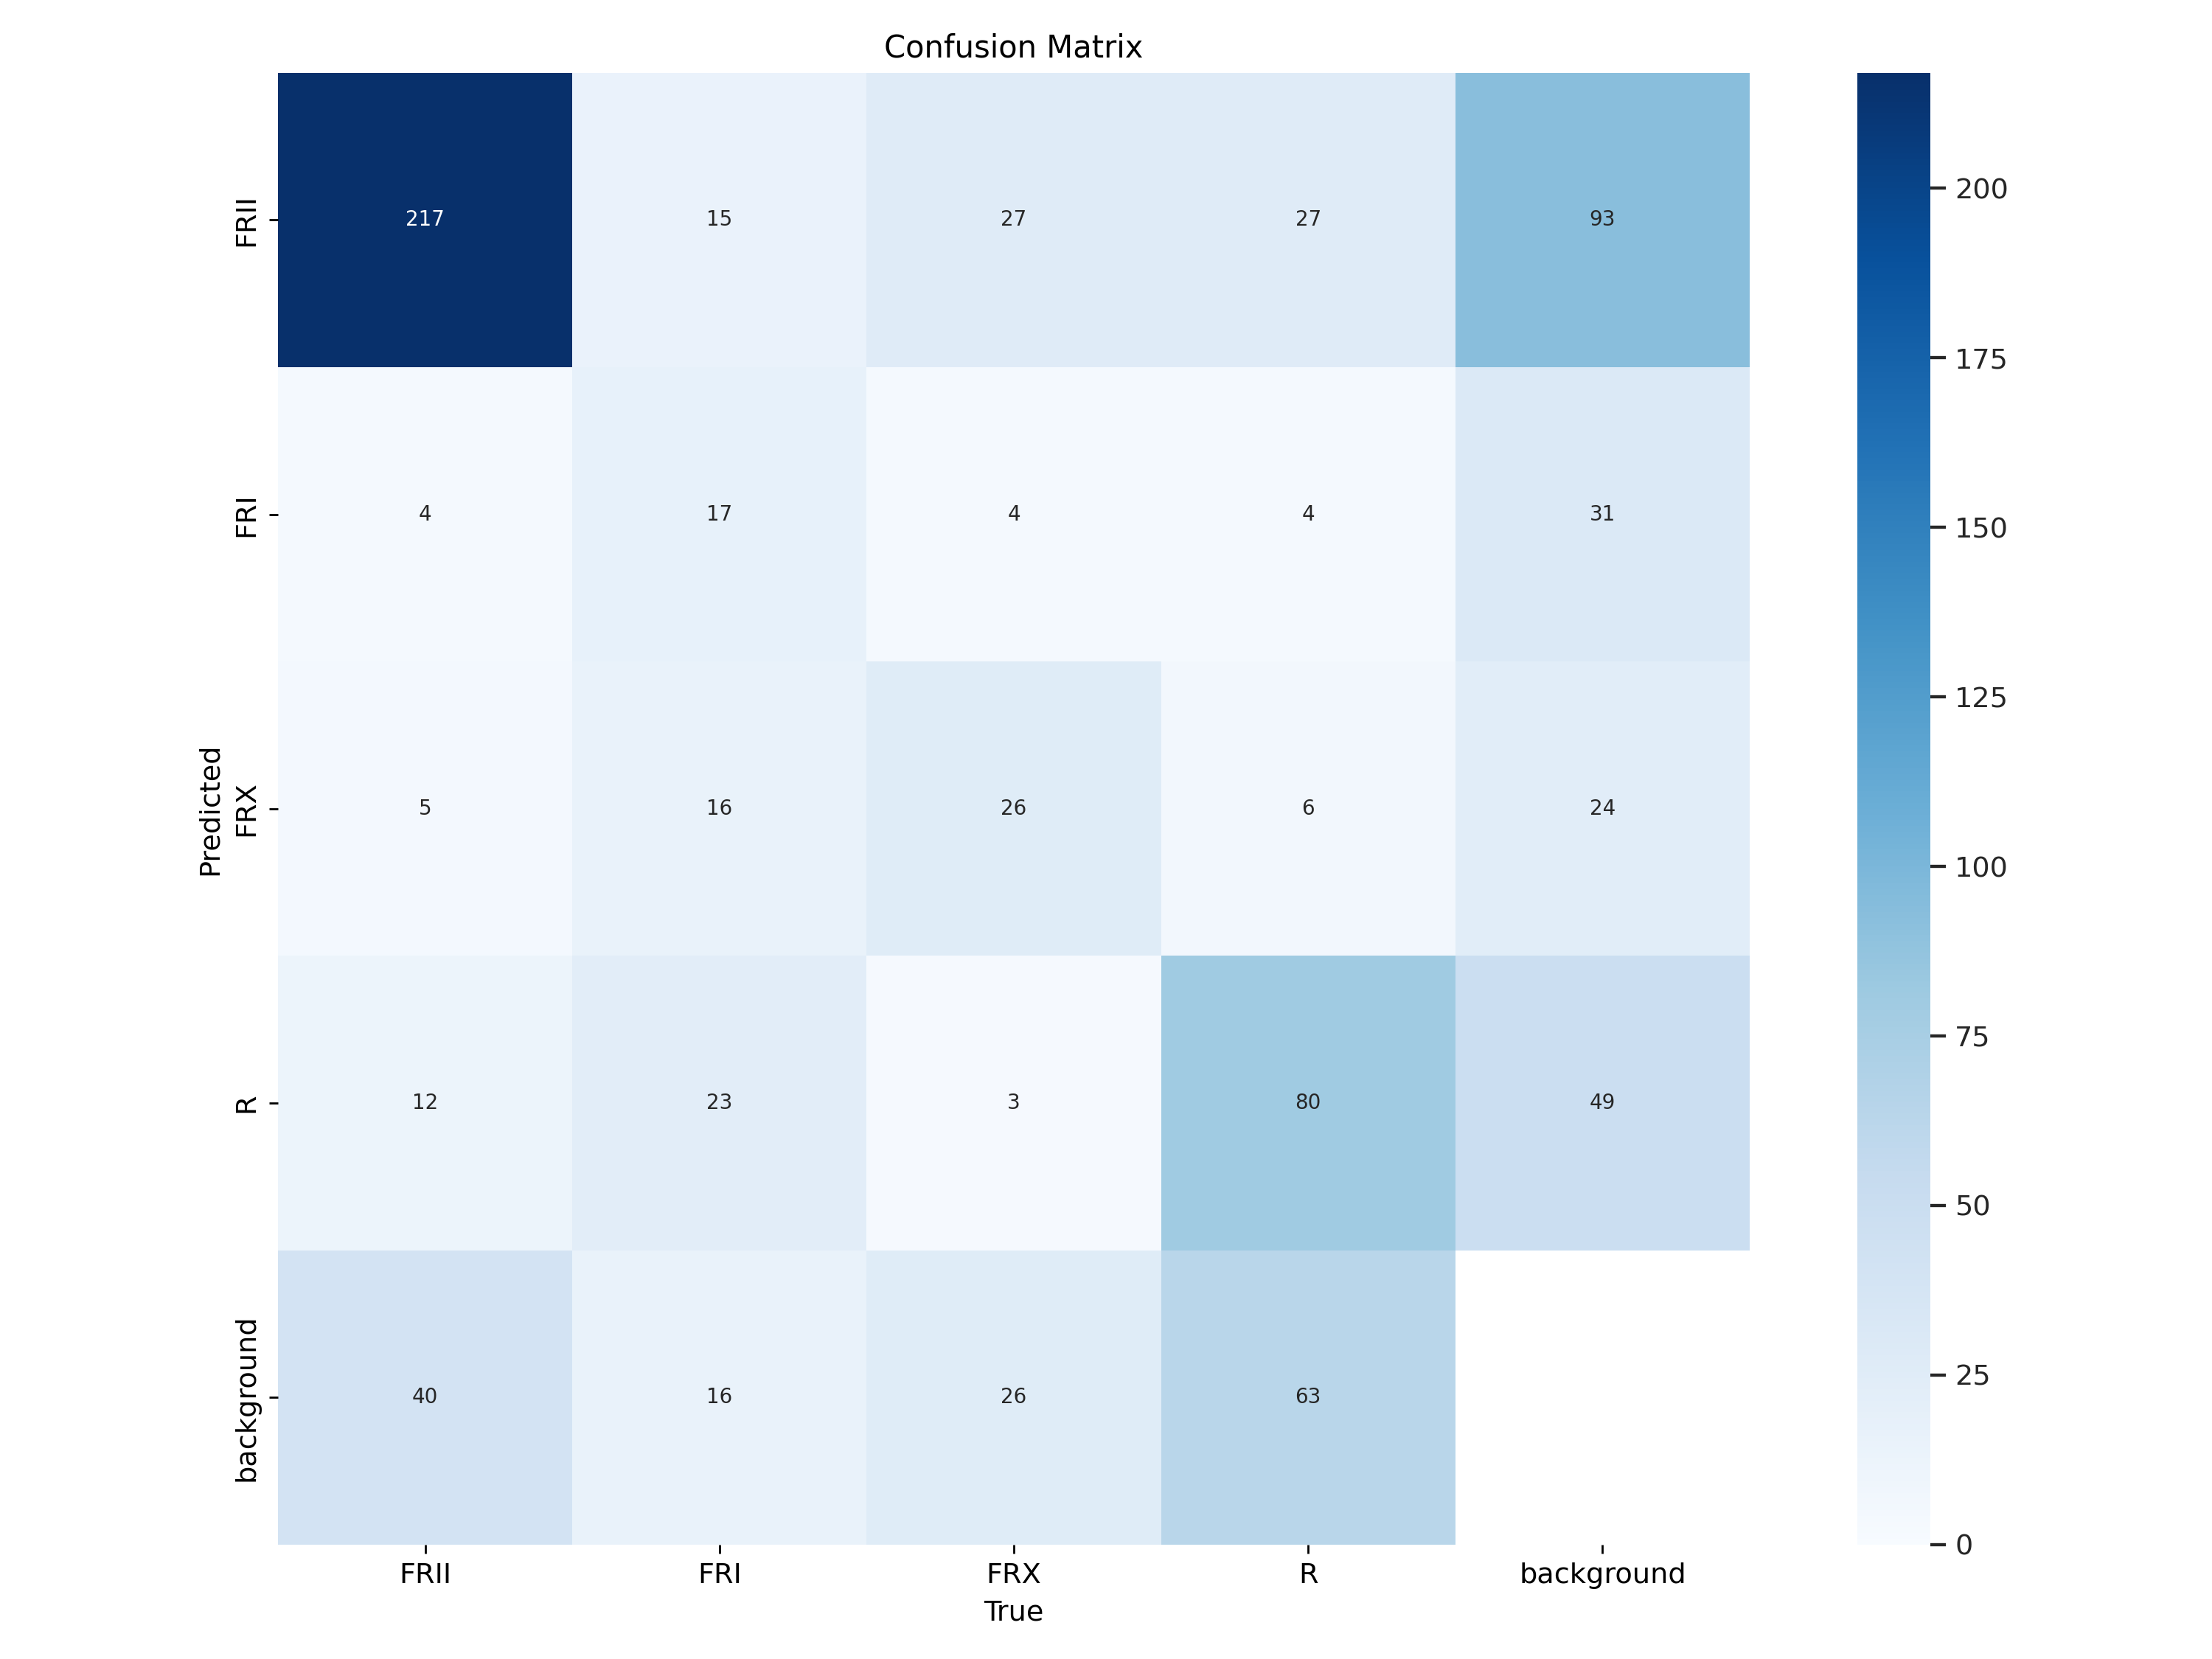 Confusion Matrix
FRII 217 15 27 27 93
FRI 4 17 4 4 31
FRX 5 16 26 6 24
R 12 23 3 80 49
background 40 16 26 63
Predicted
FRII FRI FRX R background
True
200
175
150
125
100
75
50
25
0